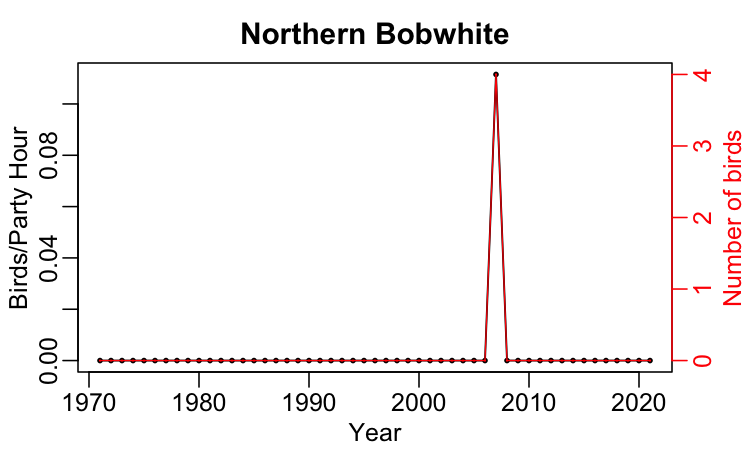 Northern Bobwhite
Birds/Party Hour
0.00 0.04 0.08
Number of birds
0 1 2 3 4
1970 1980 1990 2000 2010 2020
Year